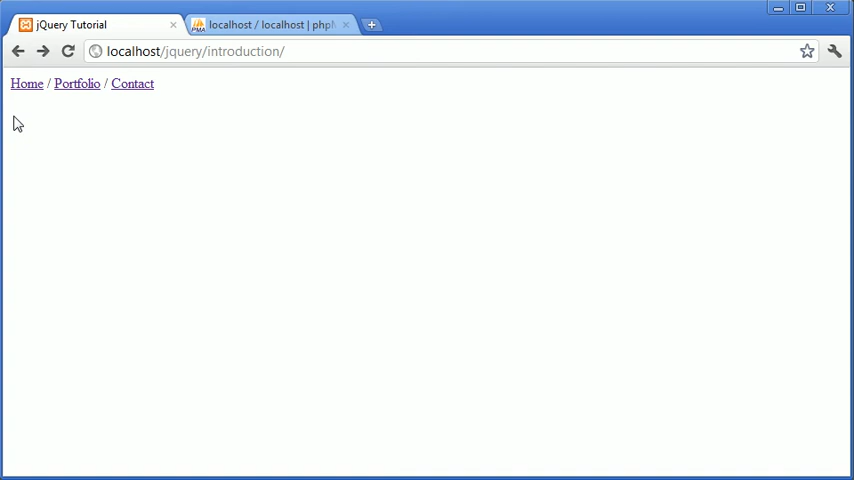 jQuery Tutorial
localhost / localhost | php
localhost/jquery/introduction/
Home / Portfolio / Contact